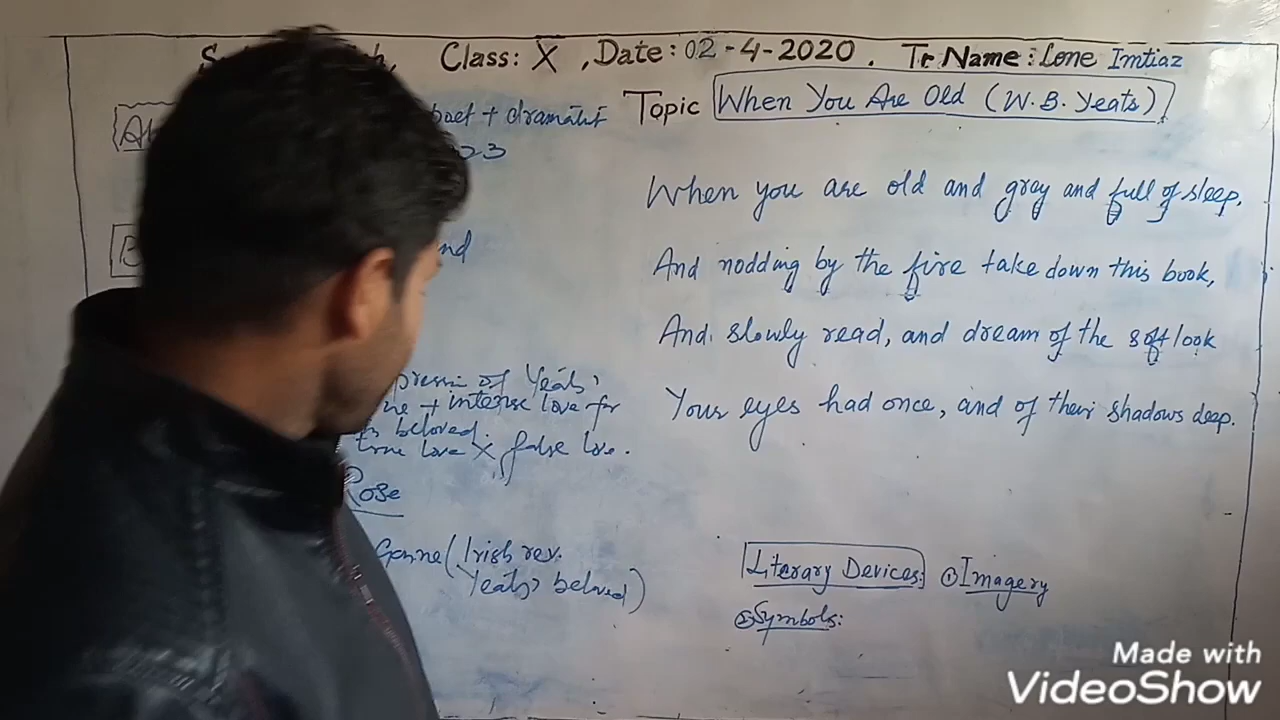 Class: X , Date: 02-4-2020 . Tr Name: Lone Imtiaz
poet + dramatist
Topic When You Are Old (W. B. Yeats)
23
When you are old and grey and full of sleep,
And nodding by the fire take down this book,
And slowly read, and dream of the soft look
Your eyes had once, and of their shadows deep.
of Yeats'
+ intense love for
beloved.
true love X false love.
Rose
Gonne (Irish rev.
Yeats' beloved)
Literary Devices: ① Imagery
② Symbols:
Made with
VideoShow